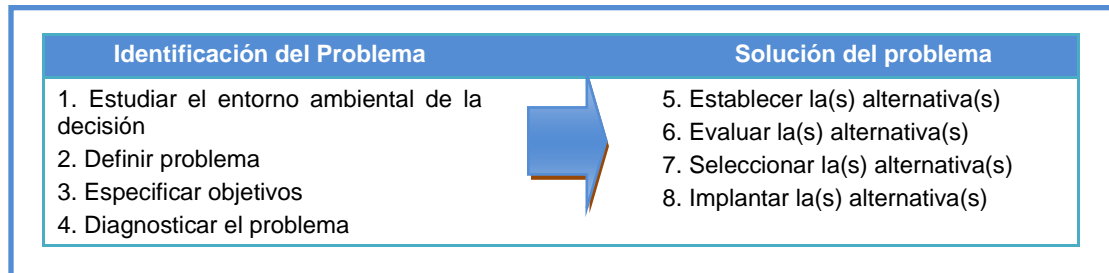 Identificación del Problema
1. Estudiar el entorno ambiental de la
decisión
2. Definir problema
3. Especificar objetivos
4. Diagnosticar el problema
Solución del problema
5. Establecer la(s) alternativa(s)
6. Evaluar la(s) alternativa(s)
7. Seleccionar la(s) alternativa(s)
8. Implantar la(s) alternativa(s)